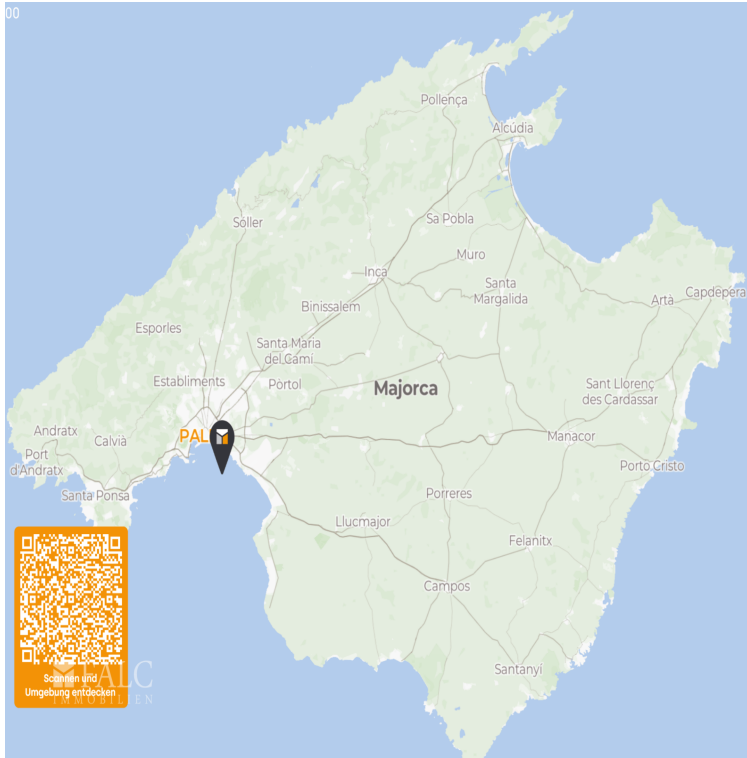 00
Pollença
Alcúdia
Sóller
Sa Pobla
Muro
Inca
Santa
Margalida
Artà
Capdepera
Binissalem
Esporles
Santa Maria
del Camí
Establiments
Pòrtol
Majorca
Sant Llorenç
des Cardassar
Andratx
Calvià
PAL
Manacor
Port
d'Andratx
Porto Cristo
Santa Ponsa
Porreres
Llucmajor
Felanitx
Campos
Santanyí
Scannen und
Umgebung entdecken
FALC
IMMOBILIEN